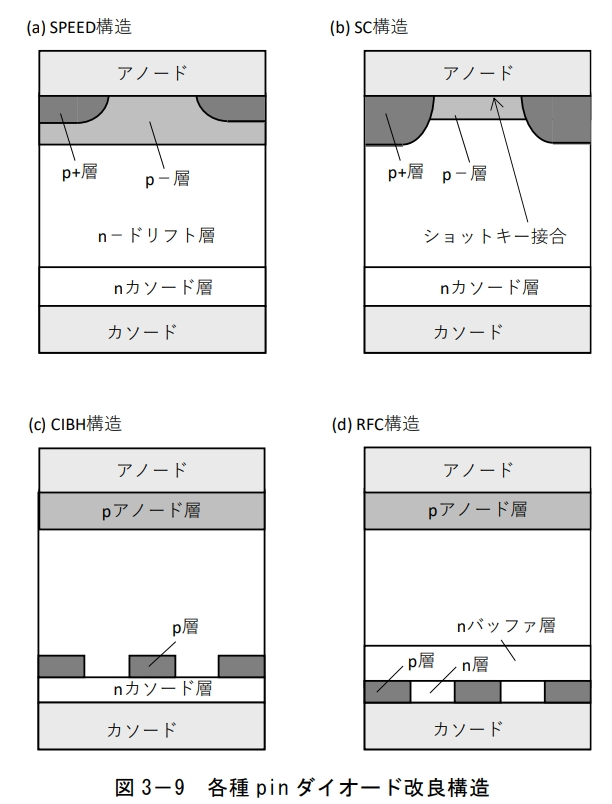 (a) SPEED構造
アノード
p+層
p－層
n－ドリフト層
nカソード層
カソード
(b) SC構造
アノード
p+層
p－層
ショットキー接合
nカソード層
カソード
(c) CIBH構造
アノード
pアノード層
p層
nカソード層
カソード
(d) RFC構造
アノード
pアノード層
nバッファ層
p層
n層
カソード
図3－9　各種pinダイオード改良構造